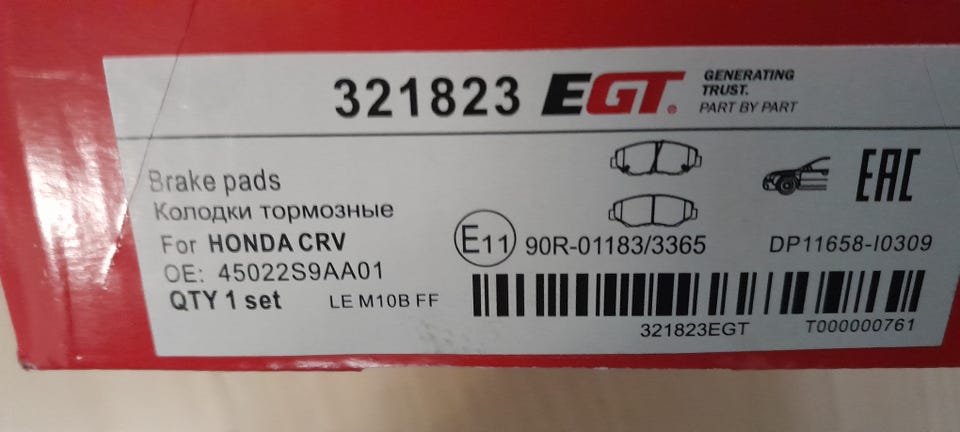 321823 EGT®
GENERATING
TRUST.
PART BY PART
Brake pads
Колодки тормозные
For HONDA CRV
OE: 45022S9AA01
QTY 1 set
LE M10B FF
E11 90R-01183/3365
EAC
DP11658-I0309
321823EGT
T000000761